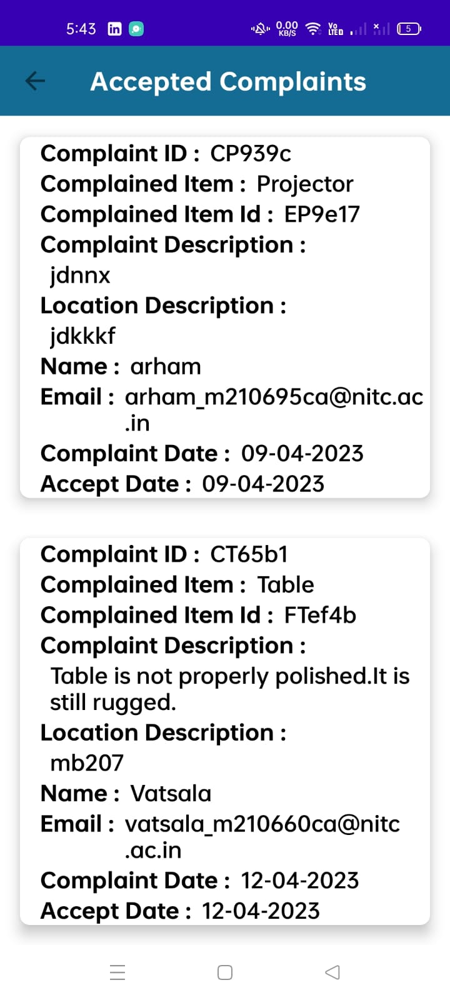 5:43 in 0.00 KB/S Vo LTE 5
Accepted Complaints
Complaint ID : CP939c
Complained Item : Projector
Complained Item Id : EP9e17
Complaint Description :
jdnnx
Location Description :
jdkkkf
Name : arham
Email : arham_m210695ca@nitc.ac
.in
Complaint Date : 09-04-2023
Accept Date : 09-04-2023
Complaint ID : CT65b1
Complained Item : Table
Complained Item Id : FTef4b
Complaint Description :
Table is not properly polished.It is
still rugged.
Location Description :
mb207
Name : Vatsala
Email : vatsala_m210660ca@nitc
.ac.in
Complaint Date : 12-04-2023
Accept Date : 12-04-2023